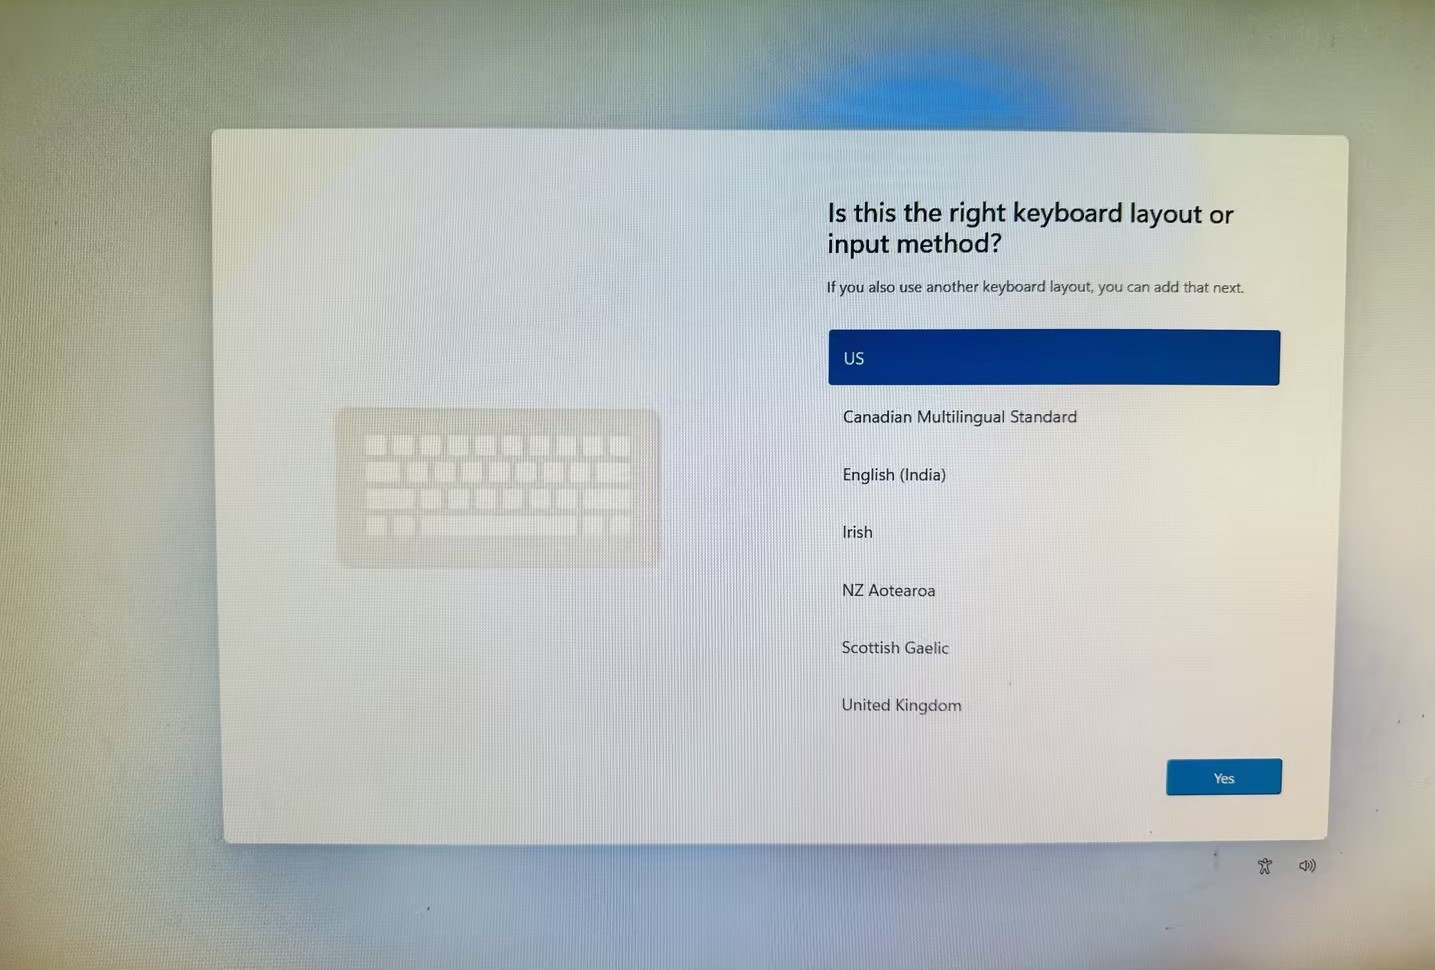 Is this the right keyboard layout or
input method?
If you also use another keyboard layout, you can add that next.
US
Canadian Multilingual Standard
English (India)
Irish
NZ Aotearoa
Scottish Gaelic
United Kingdom
Yes